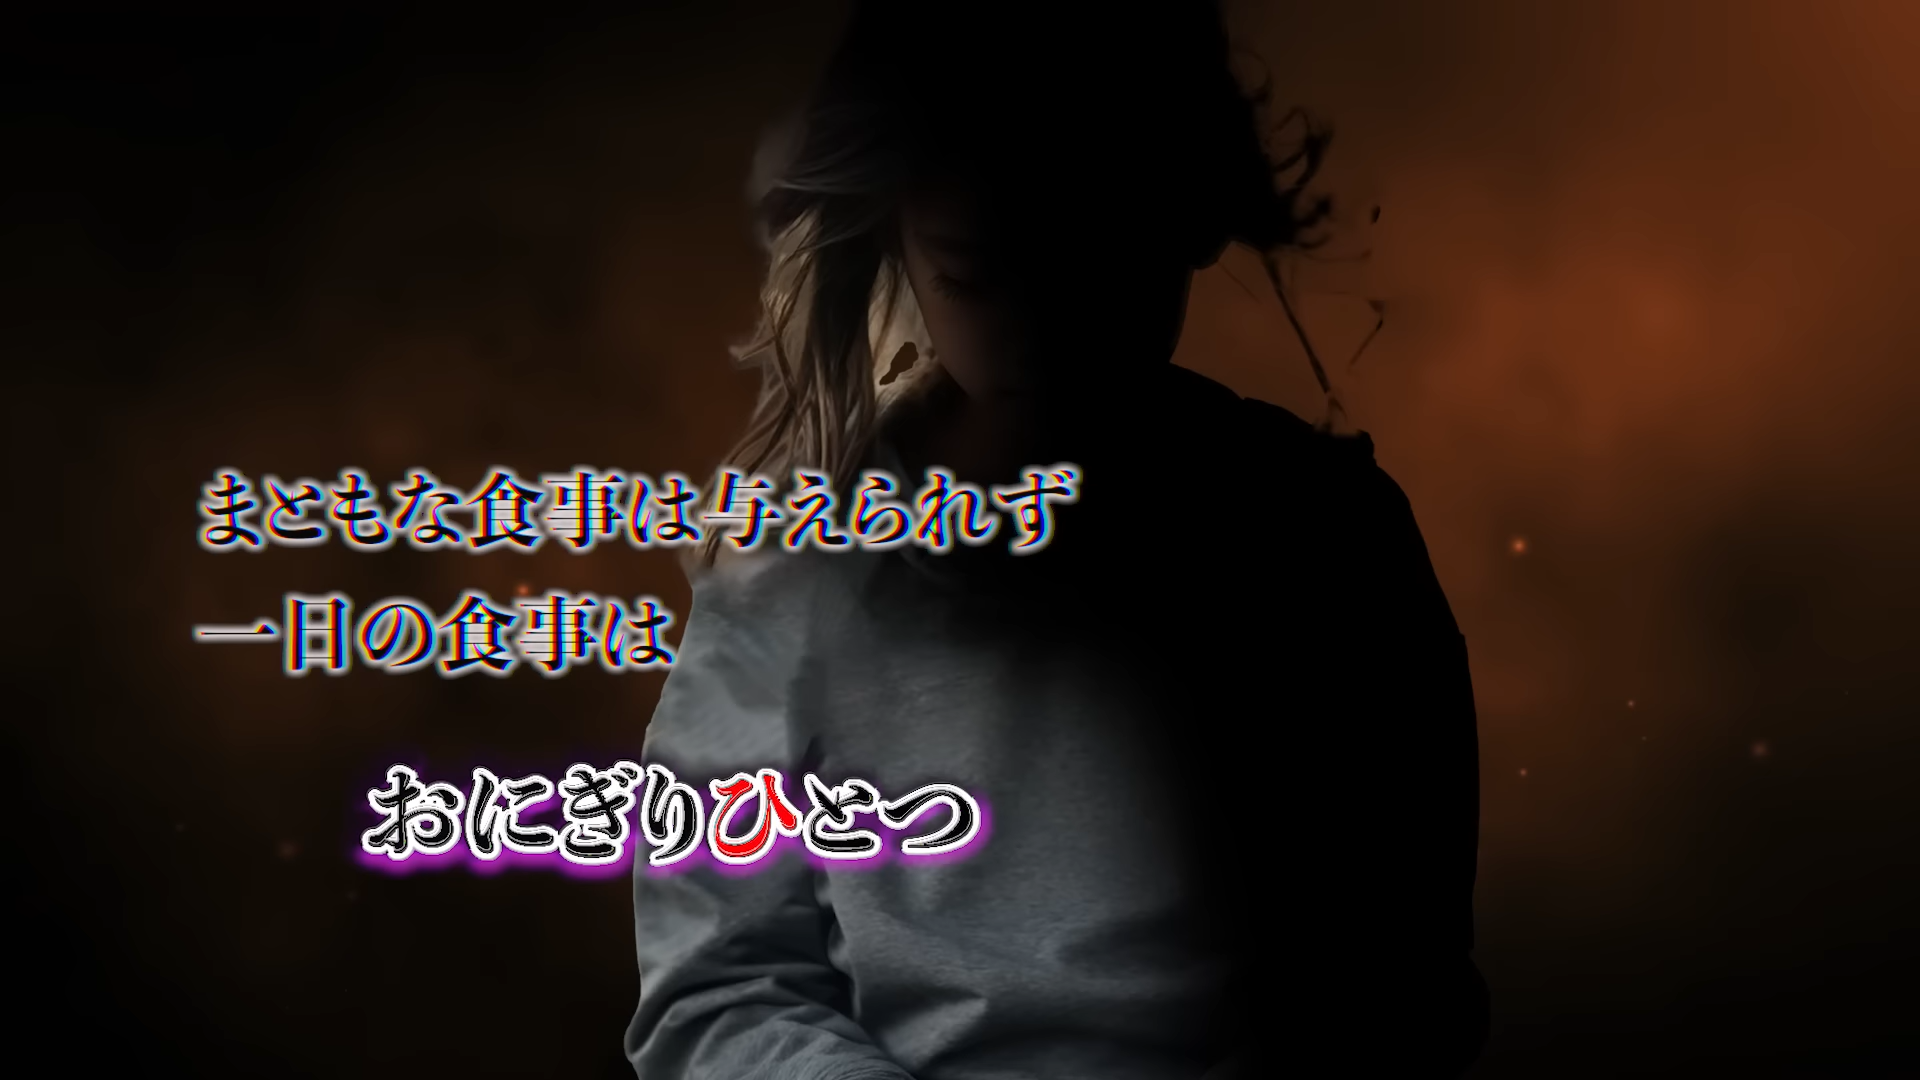 まともな食事は与えられず
一日の食事は
おにぎりひとつ